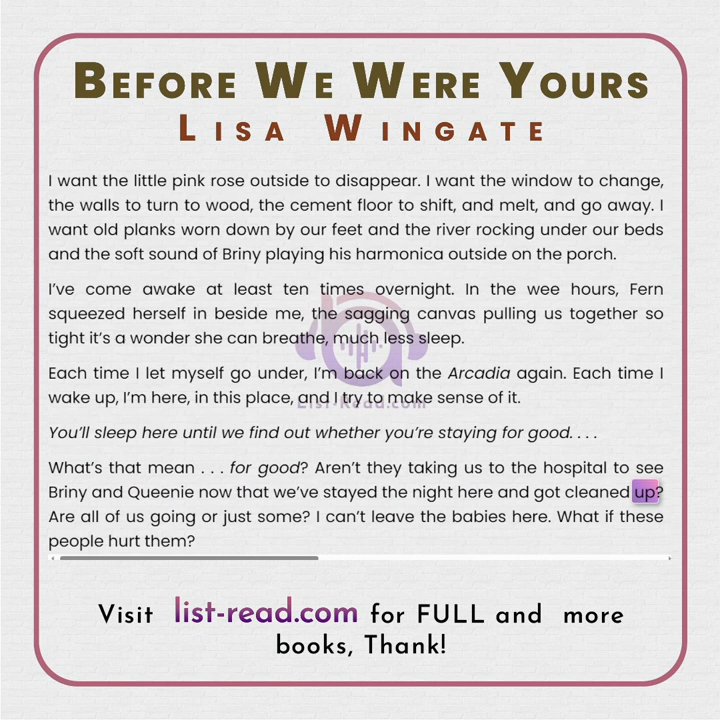 BEFORE WE WERE YOURS
LISA WINGATE
I want the little pink rose outside to disappear. I want the window to change,
the walls to turn to wood, the cement floor to shift, and melt, and go away. I
want old planks worn down by our feet and the river rocking under our beds
and the soft sound of Briny playing his harmonica outside on the porch.
I've come awake at least ten times overnight. In the wee hours, Fern
squeezed herself in beside me, the sagging canvas pulling us together so
tight it's a wonder she can breathe, much less sleep.
Each time I let myself go under, I'm back on the Arcadia again. Each time I
wake up, I'm here, in this place, and I try to make sense of it.
List-Read.com
You'll sleep here until we find out whether you're staying for good. . . .
What's that mean . . . for good? Aren't they taking us to the hospital to see
Briny and Queenie now that we've stayed the night here and got cleaned up?
Are all of us going or just some? I can't leave the babies here. What if these
people hurt them?
Visit list-read.com for FULL and more
books, Thank!